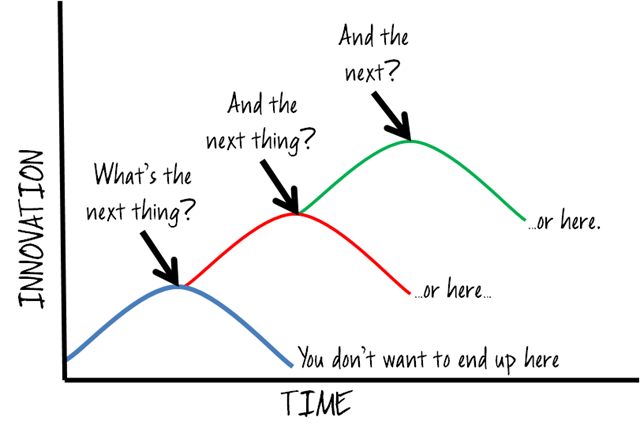 And the
next?
And the
next thing?
What's the
next thing?
INNOVATION
...or here.
...or here...
You don't want to end up here
TIME